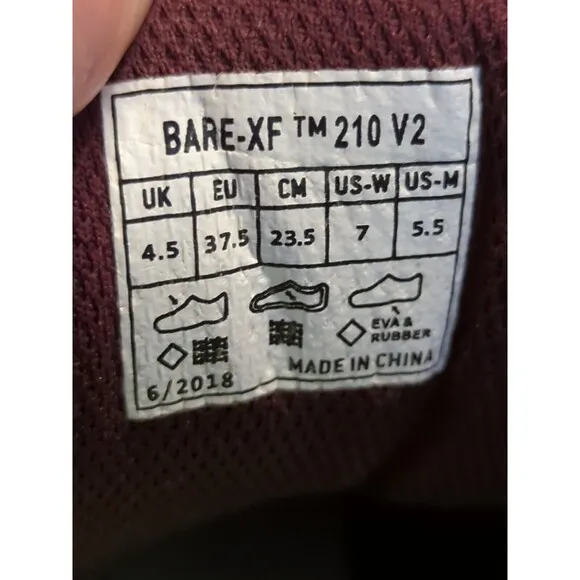 BARE-XF ™ 210 V2
UK EU CM US-W US-M
4.5 37.5 23.5 7 5.5
EVA &
RUBBER
6/2018 MADE IN CHINA